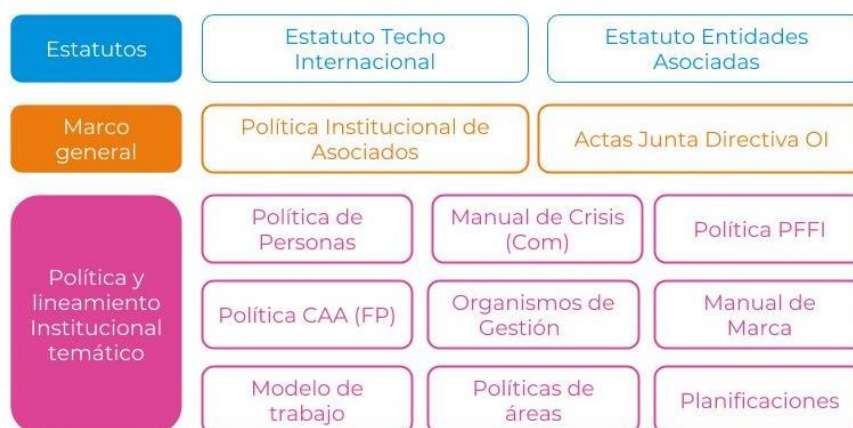 Estatutos
Estatuto Techo
Internacional
Estatuto Entidades
Asociadas
Marco
general
Política Institucional de
Asociados
Actas Junta Directiva OI
Política y
lineamiento
Institucional
temático
Política de
Personas
Manual de Crisis
(Com)
Política PFFI
Política CAA (FP)
Organismos de
Gestión
Manual de
Marca
Modelo de
trabajo
Políticas de
áreas
Planificaciones